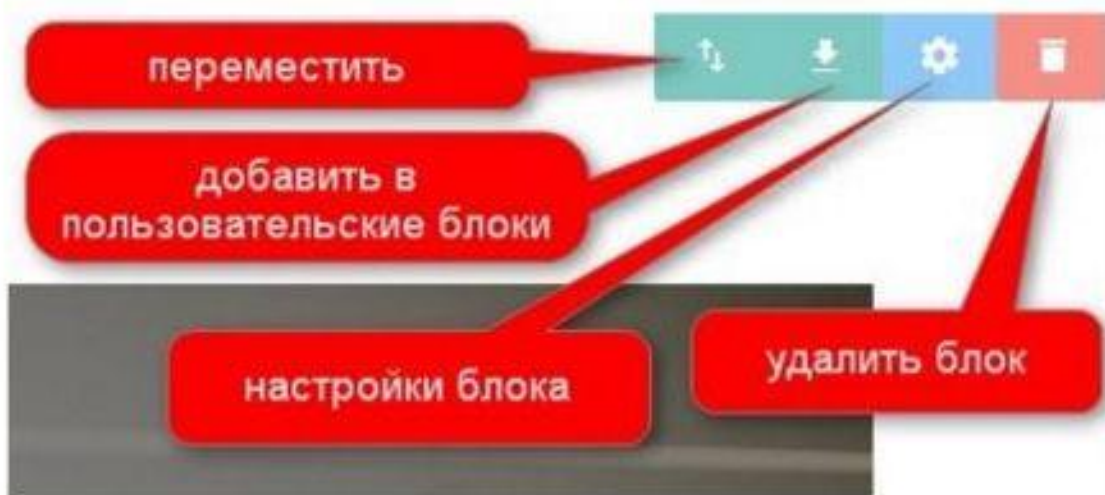 переместить
добавить в
пользовательские блоки
настройки блока
удалить блок